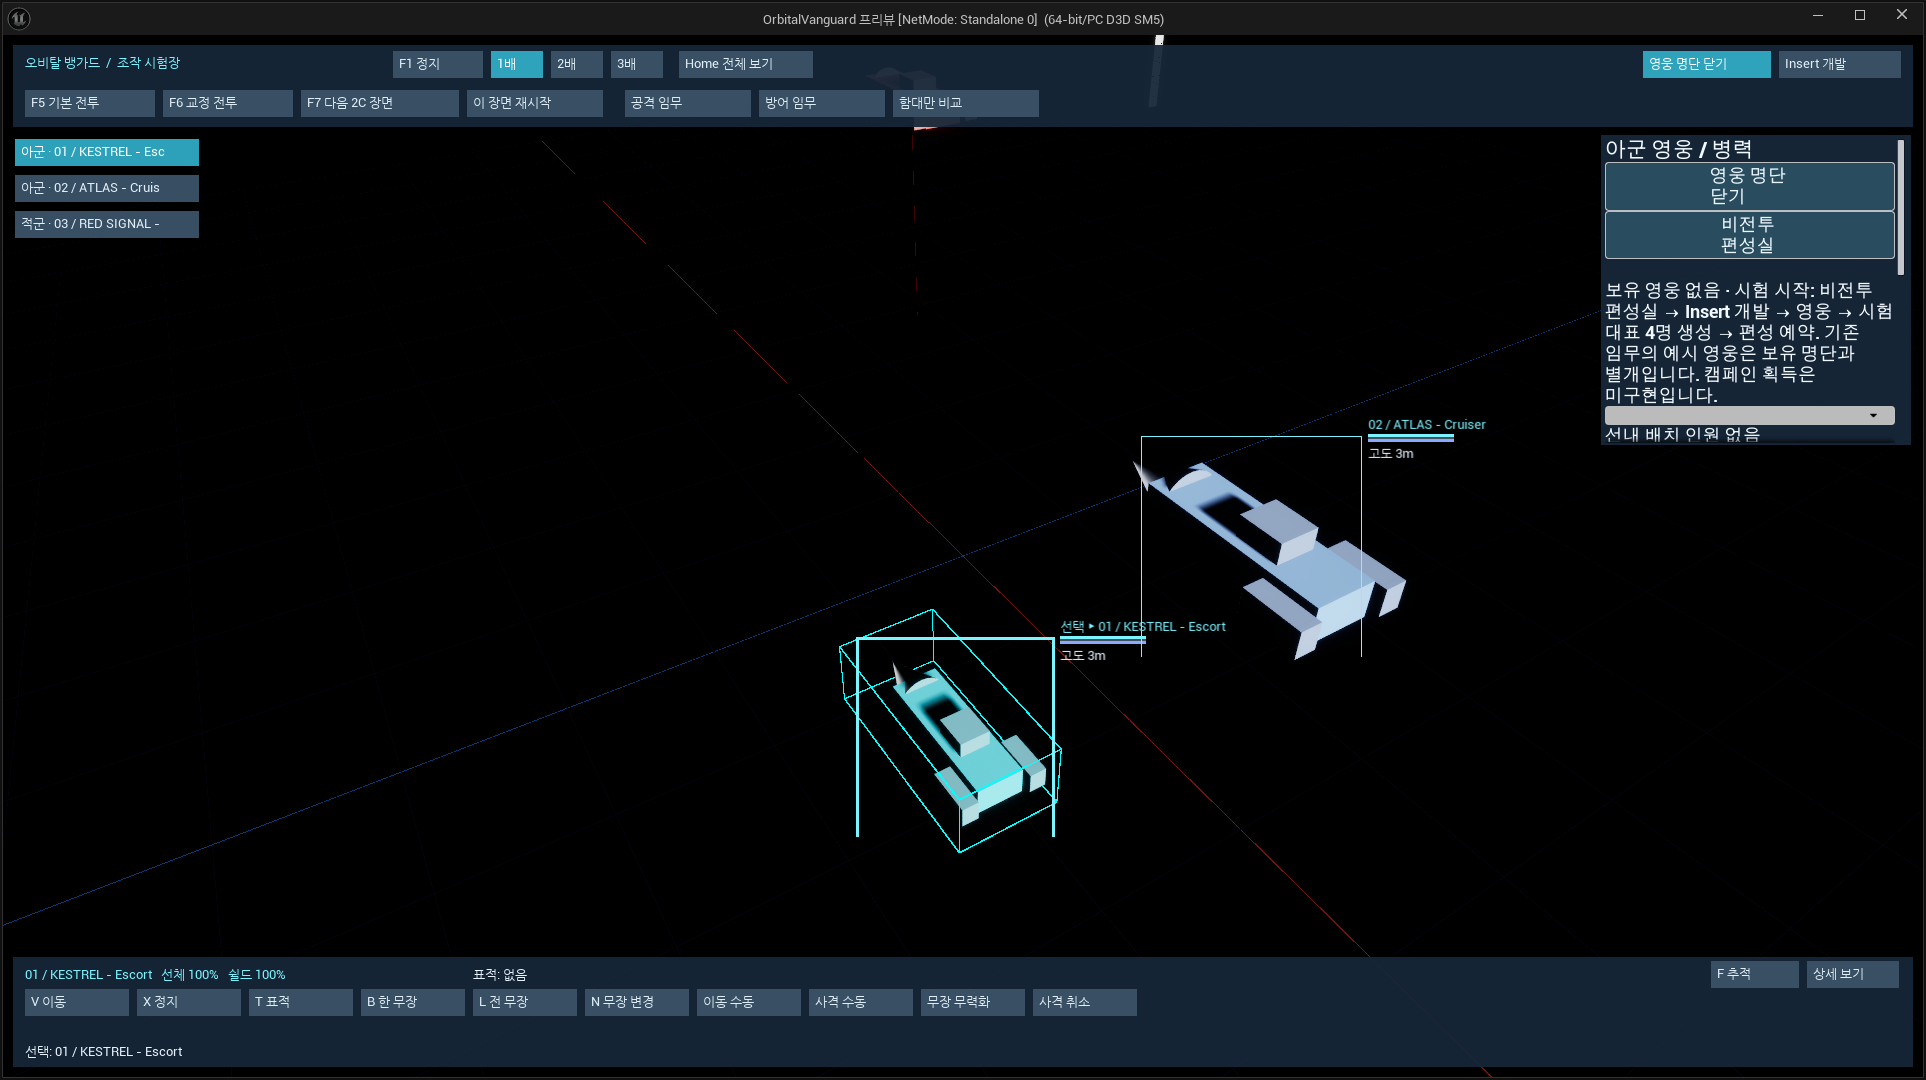 OrbitalVanguard 프리뷰 [NetMode: Standalone 0]  (64-bit/PC D3D SM5)
오비탈 뱅가드 / 조작 시험장
F1 정지
1배
2배
3배
Home 전체 보기
영웅 명단 닫기
Insert 개발
F5 기본 전투
F6 교정 전투
F7 다음 2C 장면
이 장면 재시작
공격 임무
방어 임무
함대만 비교
아군 · 01 / KESTREL - Esc
아군 · 02 / ATLAS - Cruis
적군 · 03 / RED SIGNAL -
아군 영웅 / 병력
영웅 명단
닫기
비전투
편성실
보유 영웅 없음 · 시험 시작: 비전투
편성실 → Insert 개발 → 영웅 → 시험
대표 4명 생성 → 편성 예약. 기존
임무의 예시 영웅은 보유 명단과
별개입니다. 캠페인 획득은
미구현입니다.
선내 배치 인원 없음
02 / ATLAS - Cruiser
고도 3m
선택 ▸ 01 / KESTREL - Escort
고도 3m
01 / KESTREL - Escort 선체 100% 쉴드 100%
표적: 없음
F 추적
상세 보기
V 이동
X 정지
T 표적
B 한 무장
L 전 무장
N 무장 변경
이동 수동
사격 수동
무장 무력화
사격 취소
선택: 01 / KESTREL - Escort